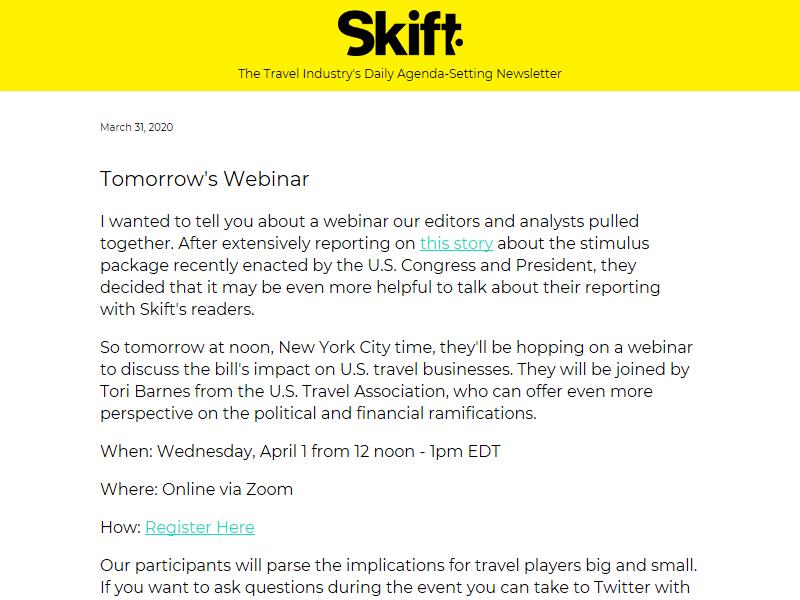 Skift:
The Travel Industry's Daily Agenda-Setting Newsletter
March 31, 2020
Tomorrow's Webinar
I wanted to tell you about a webinar our editors and analysts pulled
together. After extensively reporting on this story about the stimulus
package recently enacted by the U.S. Congress and President, they
decided that it may be even more helpful to talk about their reporting
with Skift's readers.
So tomorrow at noon, New York City time, they'll be hopping on a webinar
to discuss the bill's impact on U.S. travel businesses. They will be joined by
Tori Barnes from the U.S. Travel Association, who can offer even more
perspective on the political and financial ramifications.
When: Wednesday, April 1 from 12 noon - 1pm EDT
Where: Online via Zoom
How: Register Here
Our participants will parse the implications for travel players big and small.
If you want to ask questions during the event you can take to Twitter with